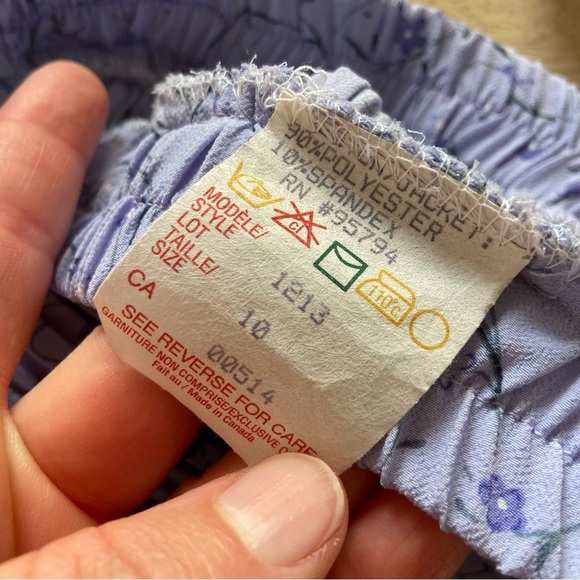 90%POLYESTER
10%SPANDEX
RN #95794
C
110°C
MODÈLE/
STYLE 1213
LOT
TAILLE/ 10
SIZE
CA 00514
SEE REVERSE FOR CARE
GARNITURE NON COMPRISE/EXCLUSIVE O
Fait au / Made in Canada